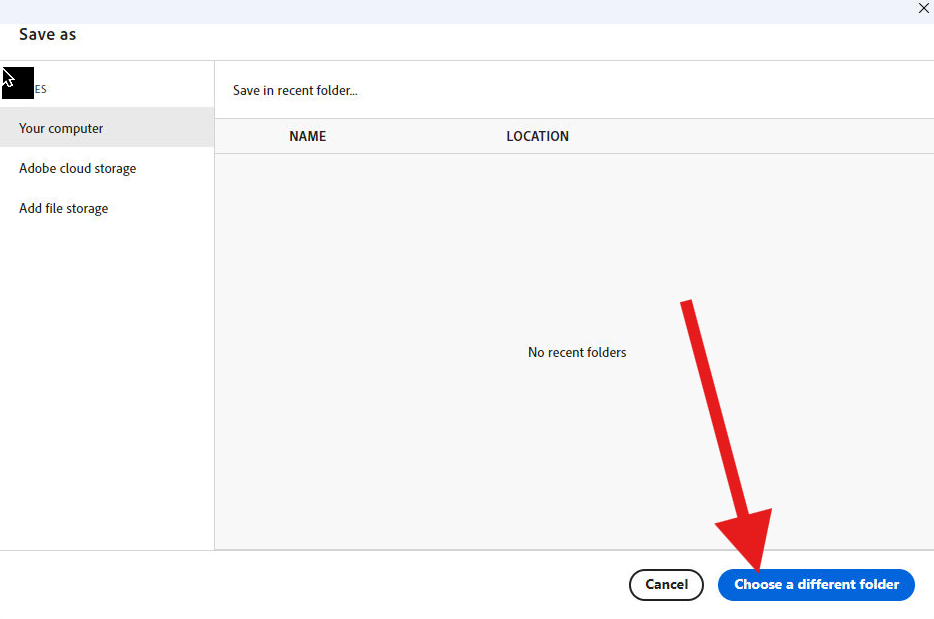 Save as
ES
Save in recent folder...
Your computer
NAME LOCATION
Adobe cloud storage
Add file storage
No recent folders
Cancel Choose a different folder